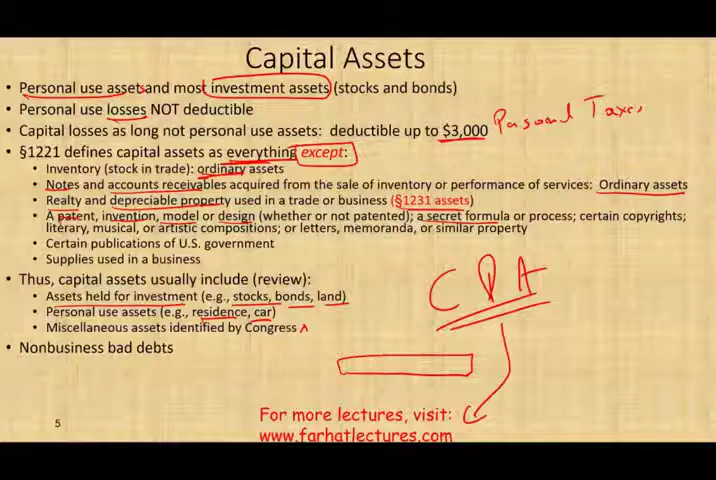 Capital Assets
• Personal use assets and most investment assets (stocks and bonds)
• Personal use losses NOT deductible
• Capital losses as long not personal use assets: deductible up to $3,000 Personal Taxes
• §1221 defines capital assets as everything except:
• Inventory (stock in trade): ordinary assets
• Notes and accounts receivables acquired from the sale of inventory or performance of services: Ordinary assets
• Realty and depreciable property used in a trade or business (§1231 assets)
• A patent, invention, model or design (whether or not patented); a secret formula or process; certain copyrights;
literary, musical, or artistic compositions; or letters, memoranda, or similar property
• Certain publications of U.S. government
• Supplies used in a business
• Thus, capital assets usually include (review):
• Assets held for investment (e.g., stocks, bonds, land)
• Personal use assets (e.g., residence, car)
• Miscellaneous assets identified by Congress
CPA
• Nonbusiness bad debts
For more lectures, visit:
www.farhatlectures.com
5